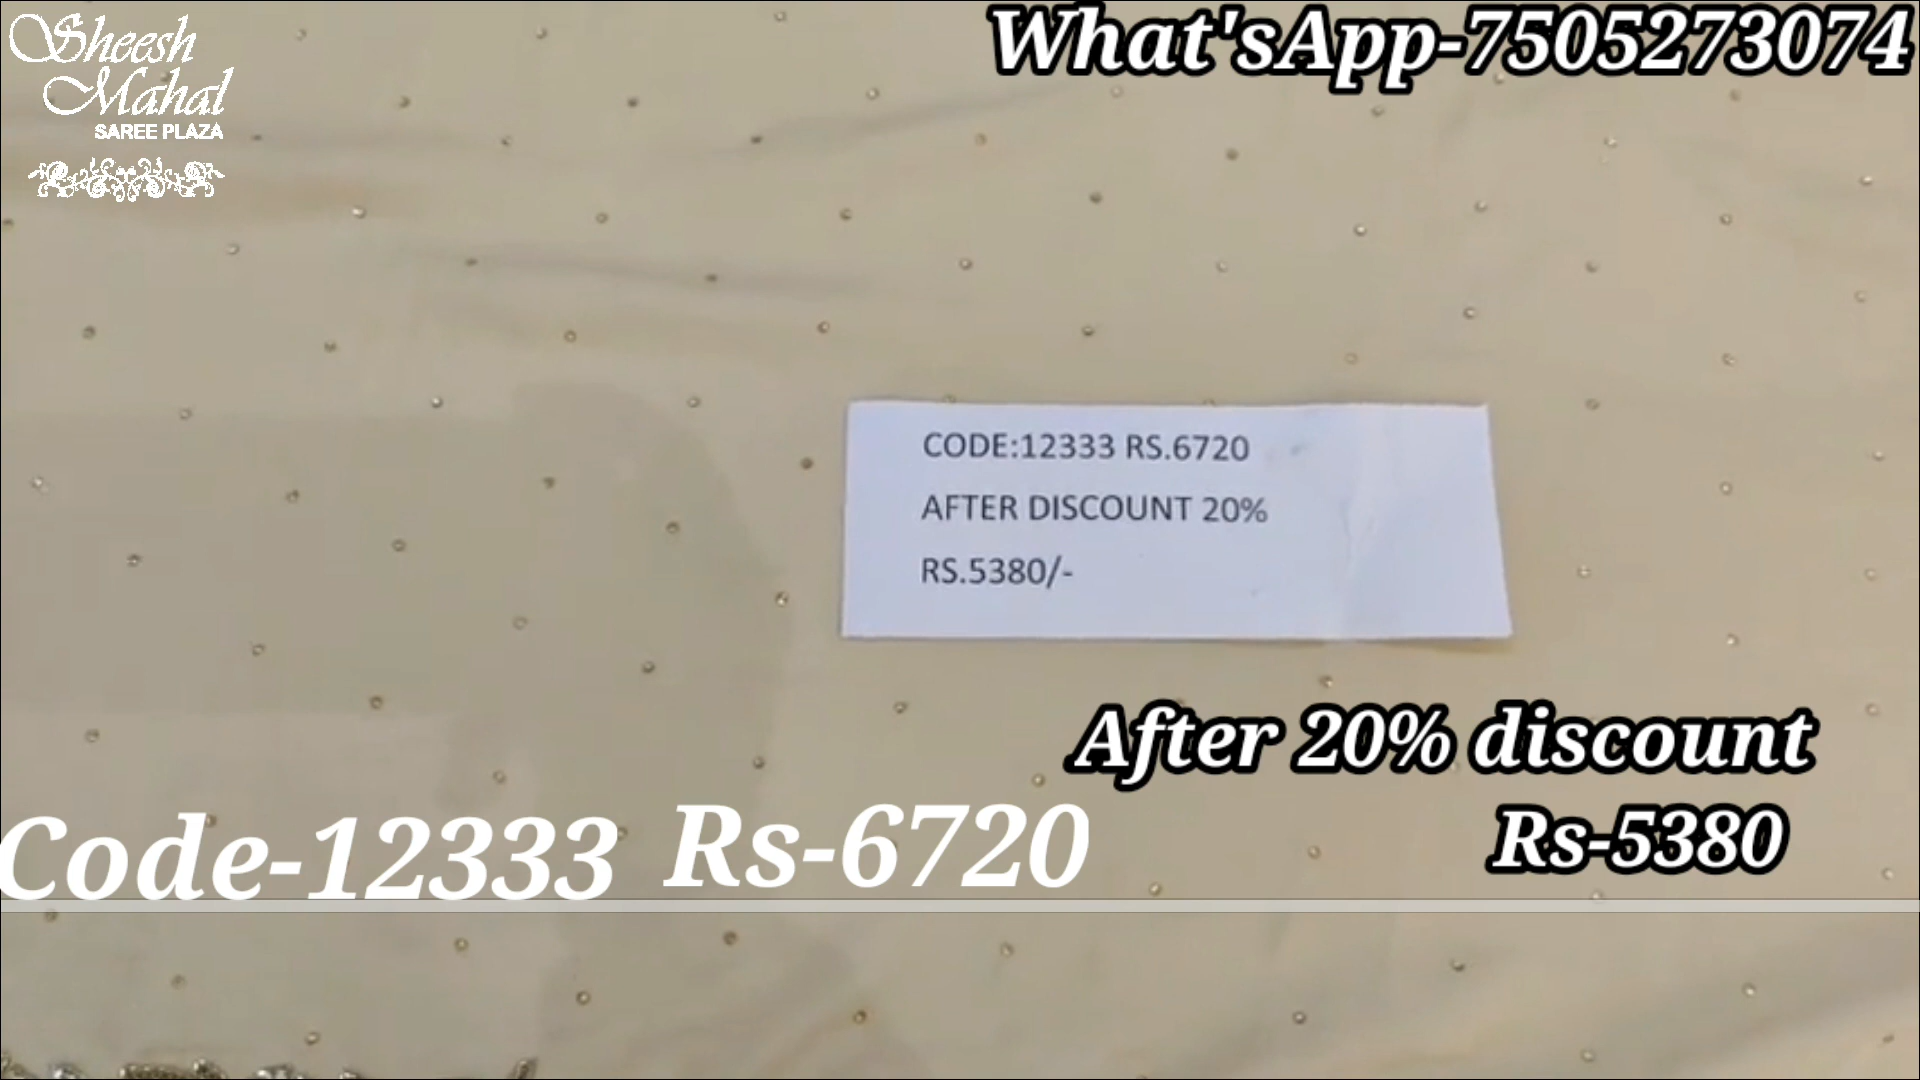 Sheesh
Mahal
SAREE PLAZA
What'sApp-7505273074
CODE:12333 RS.6720
AFTER DISCOUNT 20%
RS.5380/-
After 20% discount
Rs-5380
Code-12333 Rs-6720